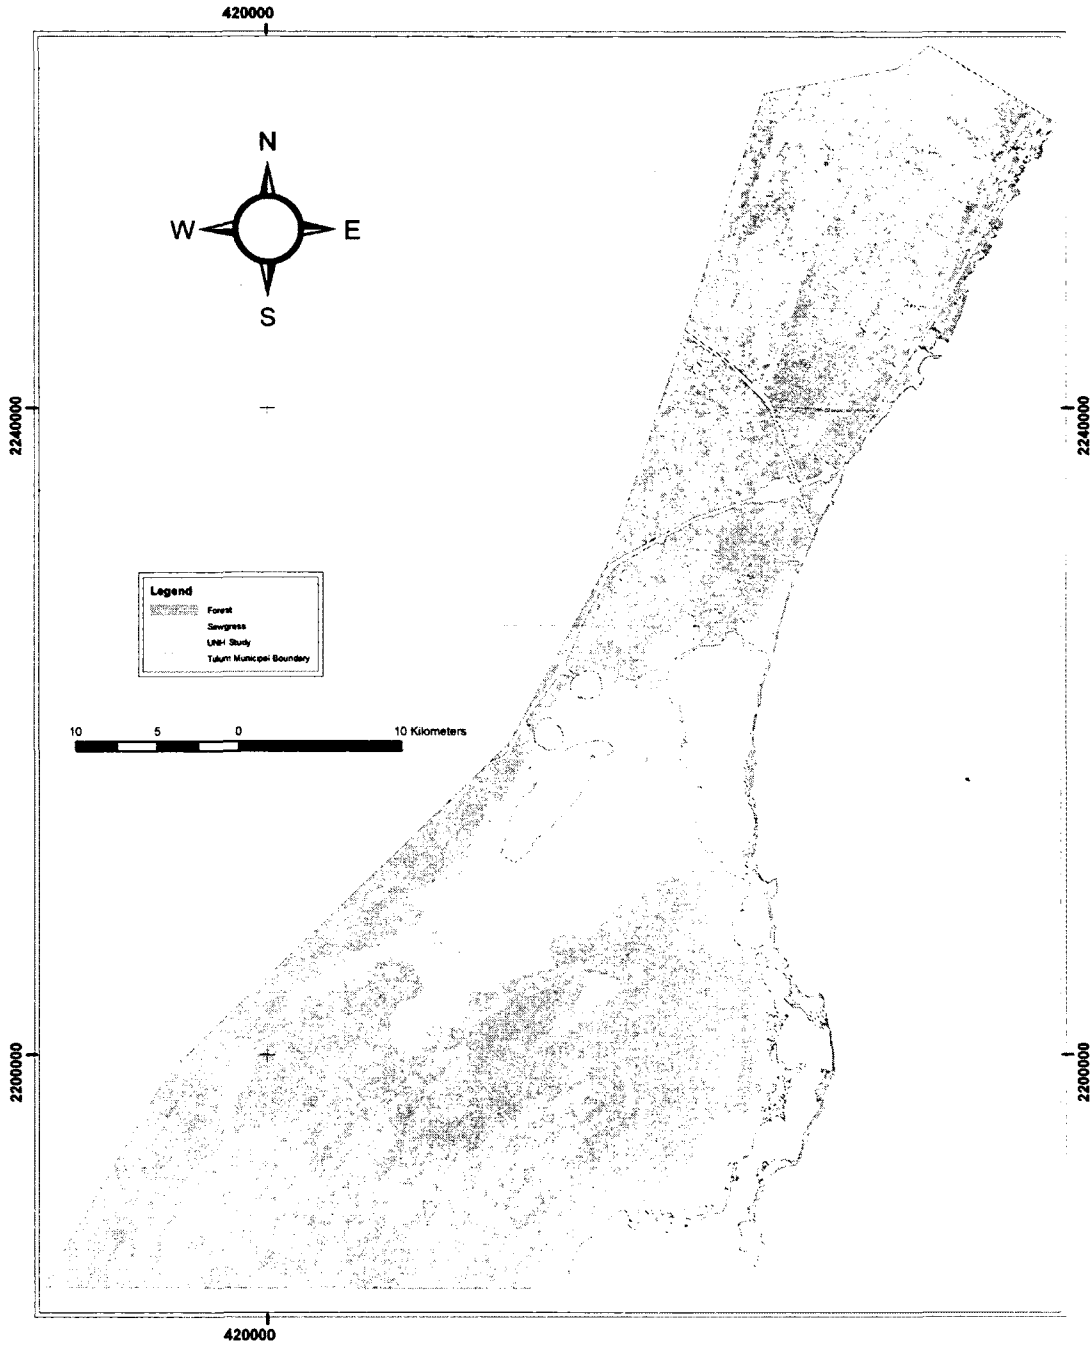 420000
N
W E
S
2240000 2240000
Legend
Forest
Sawgrass
UNH Study
Tulum Municipal Boundary
10 5 0 10 Kilometers
2200000 2200000
420000